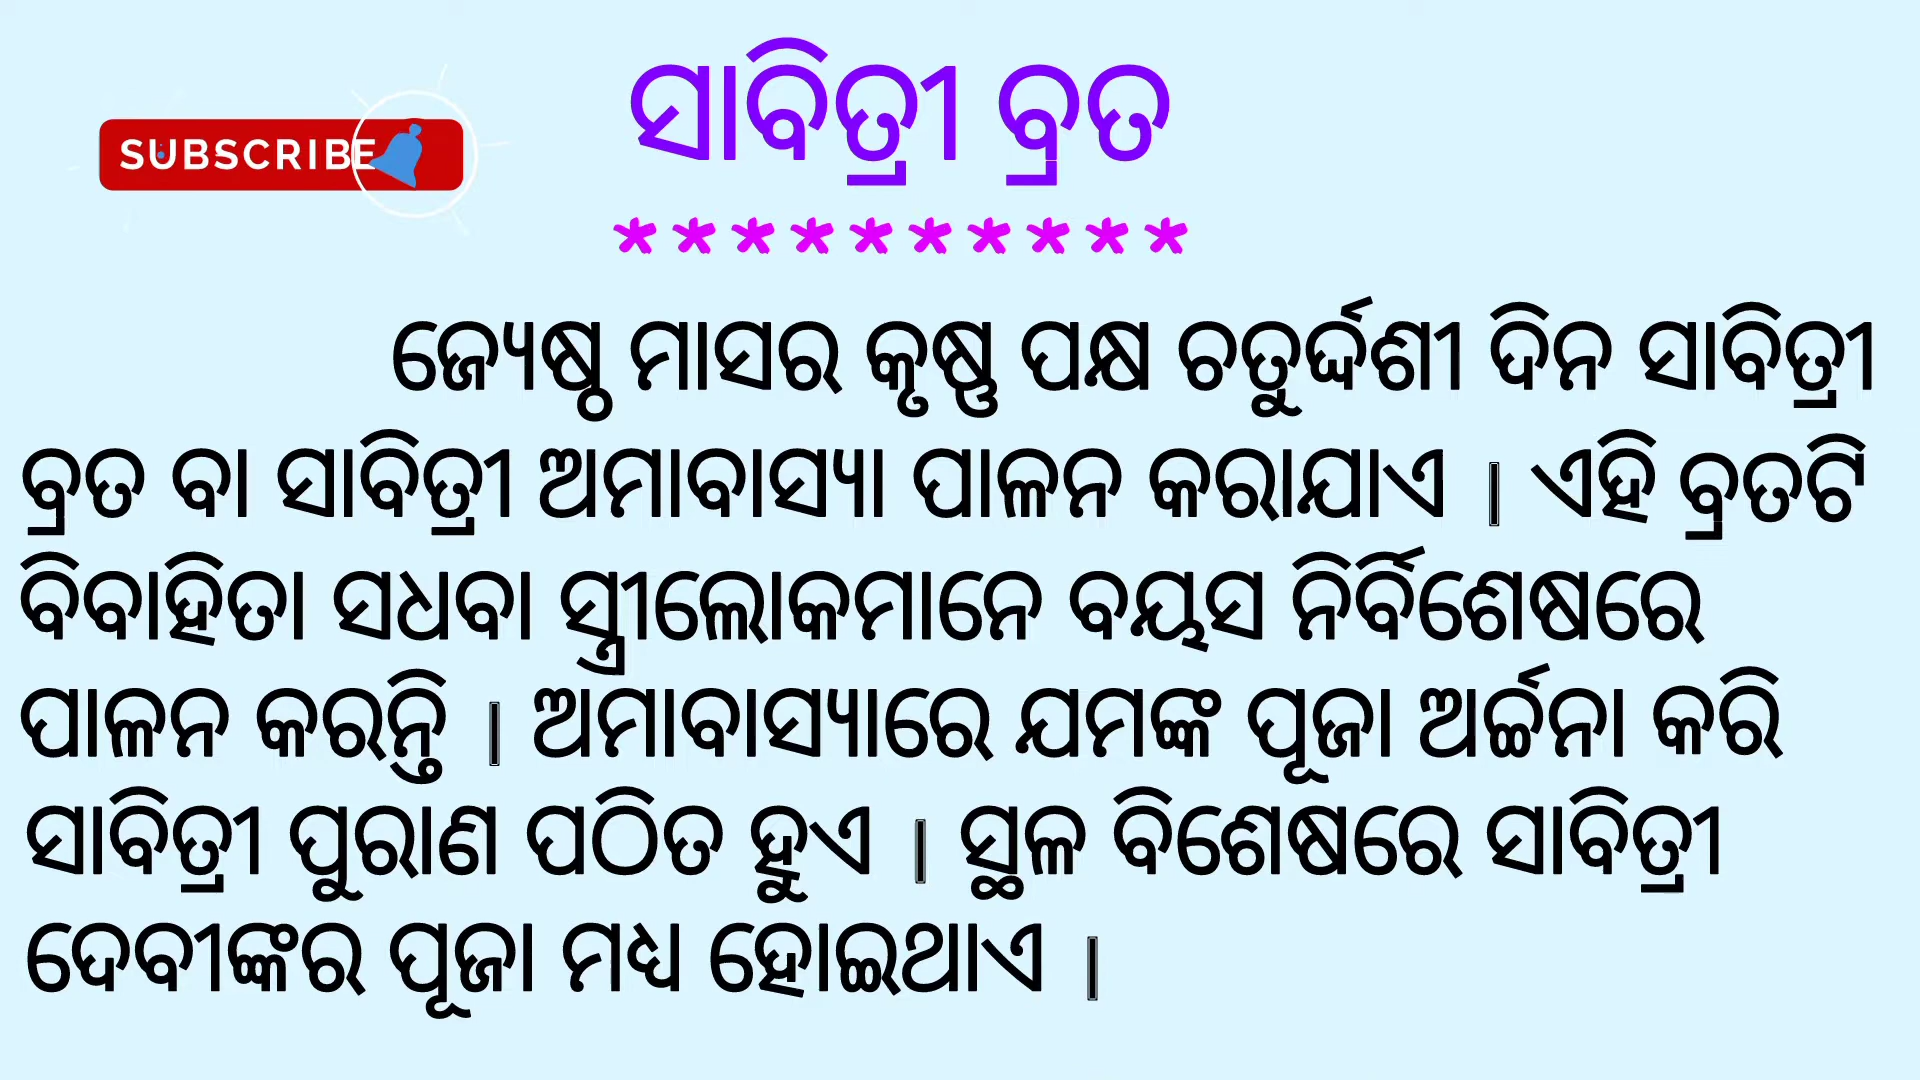 ସାବିତ୍ରୀ ବ୍ରତ
SUBSCRIBE
**********
ଜ୍ୟେଷ୍ଠ ମାସର କୃଷ୍ଣ ପକ୍ଷ ଚତୁର୍ଦ୍ଦଶୀ ଦିନ ସାବିତ୍ରୀ
ବ୍ରତ ବା ସାବିତ୍ରୀ ଅମାବାସ୍ୟା ପାଳନ କରାଯାଏ । ଏହି ବ୍ରତଟି
ବିବାହିତା ସଧବା ସ୍ତ୍ରୀଲୋକମାନେ ବୟସ ନିର୍ବିଶେଷରେ
ପାଳନ କରନ୍ତି । ଅମାବାସ୍ୟାରେ ଯମଙ୍କ ପୂଜା ଅର୍ଚ୍ଚନା କରି
ସାବିତ୍ରୀ ପୁରାଣ ପଠିତ ହୁଏ । ସ୍ଥଳ ବିଶେଷରେ ସାବିତ୍ରୀ
ଦେବୀଙ୍କର ପୂଜା ମଧ୍ୟ ହୋଇଥାଏ ।